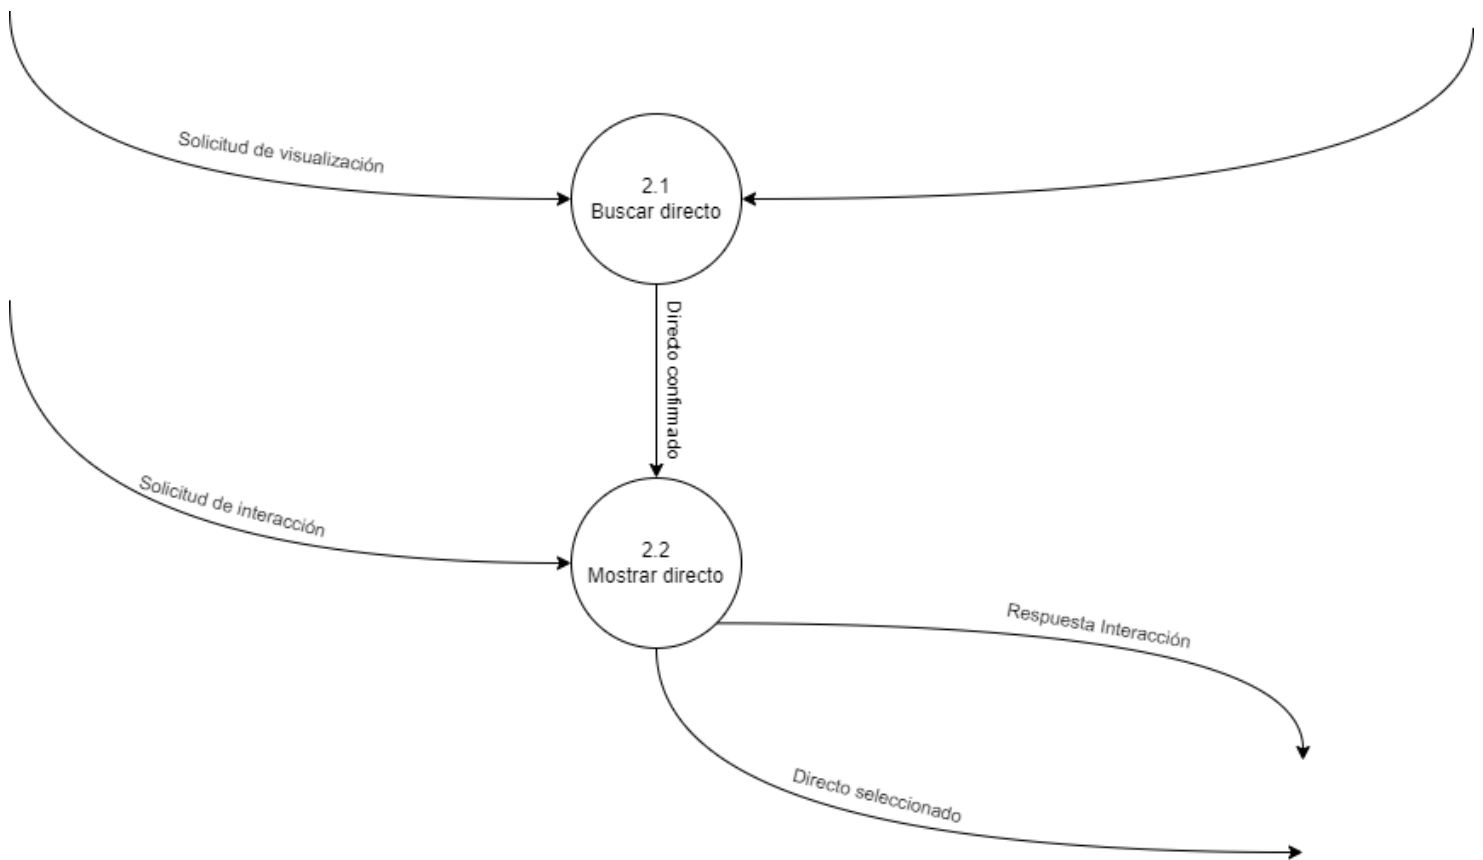 Solicitud de visualización
2.1
Buscar directo
Directo confirmado
Solicitud de interacción
2.2
Mostrar directo
Respuesta Interacción
Directo seleccionado